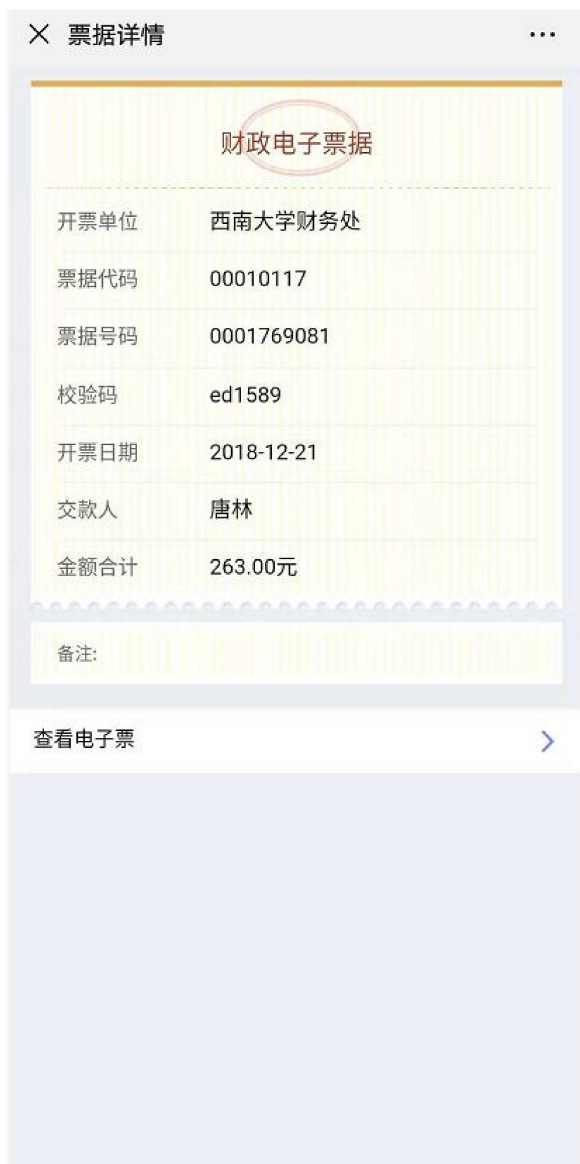 票据详情
财政电子票据
开票单位 西南大学财务处
票据代码 00010117
票据号码 0001769081
校验码 ed1589
开票日期 2018-12-21
交款人 唐林
金额合计 263.00元
备注:
查看电子票